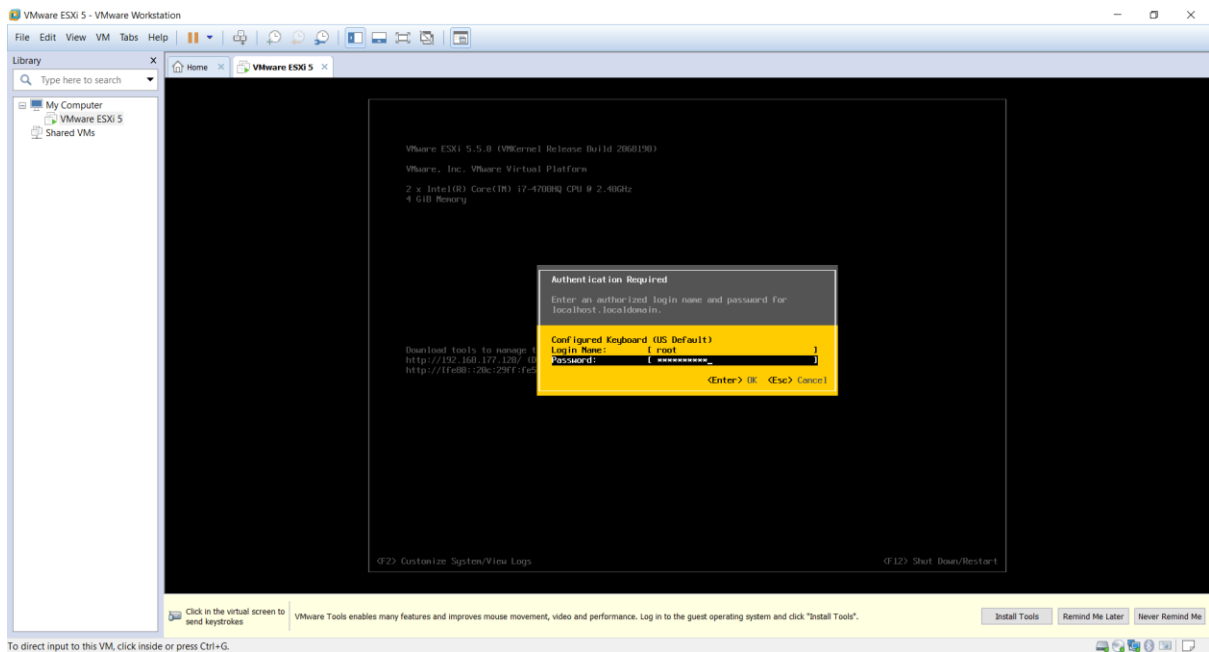 VMware ESXi 5 - VMware Workstation
File Edit View VM Tabs Help
Library X
Type here to search
My Computer
VMware ESXi 5
Shared VMs
Home × VMware ESXi 5 ×
VMware ESXi 5.5.0 (VMKernel Release Build 2068190)
VMware, Inc. VMware Virtual Platform
2 x Intel(R) Core(TM) i7-4700HQ CPU @ 2.40GHz
4 GiB Memory
Download tools to manage t
http://192.168.177.128/ (D
http://[fe80::20c:29ff:fe5
Authentication Required
Enter an authorized login name and password for
localhost.localdomain.
Configured Keyboard (US Default)
Login Name: [ root ]
Password: [ **********_ ]
<Enter> OK <Esc> Cancel
<F2> Customize System/View Logs <F12> Shut Down/Restart
Click in the virtual screen to
send keystrokes
VMware Tools enables many features and improves mouse movement, video and performance. Log in to the guest operating system and click "Install Tools".
Install Tools Remind Me Later Never Remind Me
To direct input to this VM, click inside or press Ctrl+G.